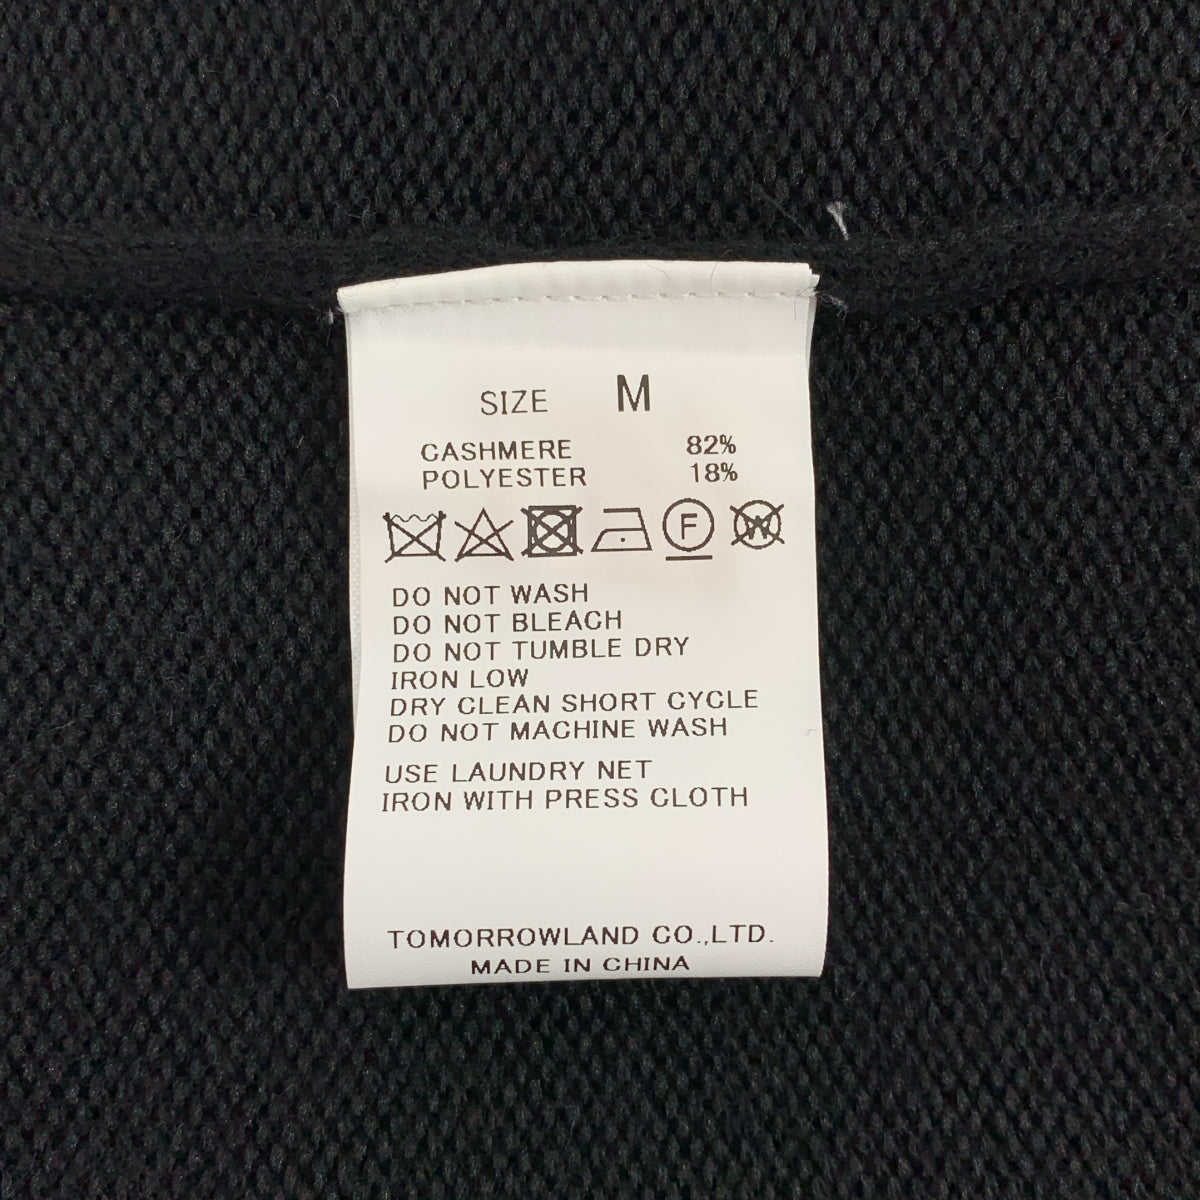 SIZE M
CASHMERE 82%
POLYESTER 18%
F W
DO NOT WASH
DO NOT BLEACH
DO NOT TUMBLE DRY
IRON LOW
DRY CLEAN SHORT CYCLE
DO NOT MACHINE WASH
USE LAUNDRY NET
IRON WITH PRESS CLOTH
TOMORROWLAND CO.,LTD.
MADE IN CHINA